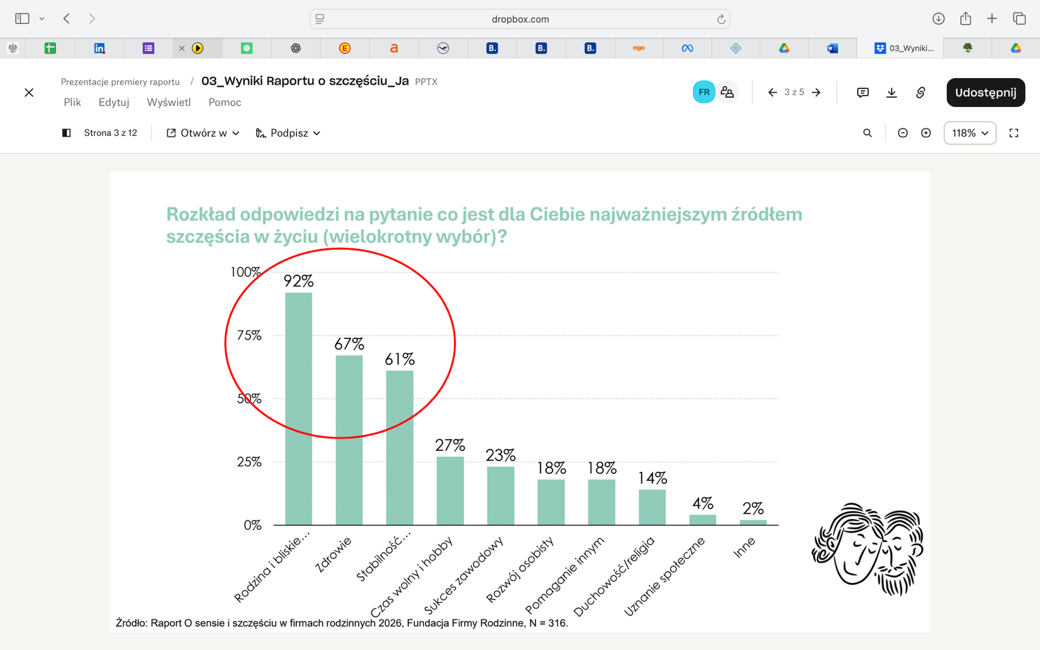 dropbox.com
B.
B.
B.
ngo
03_Wyniki...
Prezentacje premiery raportu / 03_Wyniki Raportu o szczęściu_Ja PPTX
Plik Edytuj Wyświetl Pomoc
FR
3 z 5
Udostępnij
Strona 3 z 12
Otwórz w
Podpisz
118%
Rozkład odpowiedzi na pytanie co jest dla Ciebie najważniejszym źródłem
szczęścia w życiu (wielokrotny wybór)?
100%
75%
50%
25%
0%
92%
67%
61%
27%
23%
18%
18%
14%
4%
2%
Rodzina i bliskie...
Zdrowie
Stabilność...
Czas wolny i hobby
Sukces zawodowy
Rozwój osobisty
Pomaganie innym
Duchowość/religia
Uznanie społeczne
Inne
Źródło: Raport O sensie i szczęściu w firmach rodzinnych 2026, Fundacja Firmy Rodzinne, N = 316.